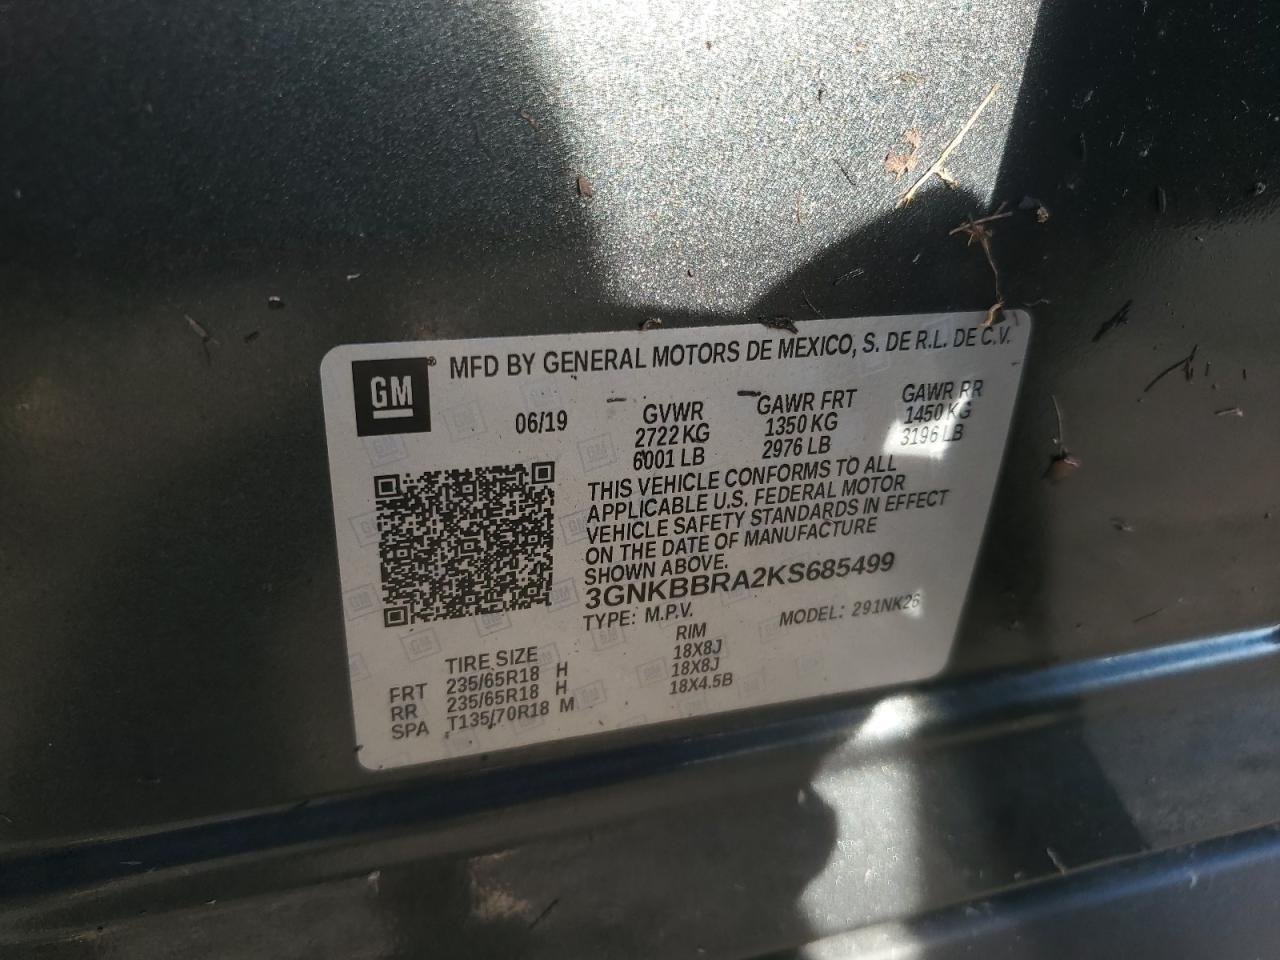 GM ® MFD BY GENERAL MOTORS DE MEXICO, S. DE R.L. DE C.V.
06/19 GVWR GAWR FRT GAWR RR
2722 KG 1350 KG 1450 KG
6001 LB 2976 LB 3196 LB
THIS VEHICLE CONFORMS TO ALL
APPLICABLE U.S. FEDERAL MOTOR
VEHICLE SAFETY STANDARDS IN EFFECT
ON THE DATE OF MANUFACTURE
SHOWN ABOVE.
3GNKBBRA2KS685499
TYPE: M.P.V. MODEL: 291NK26
TIRE SIZE RIM
FRT 235/65R18 H 18X8J
RR 235/65R18 H 18X8J
SPA T135/70R18 M 18X4.5B